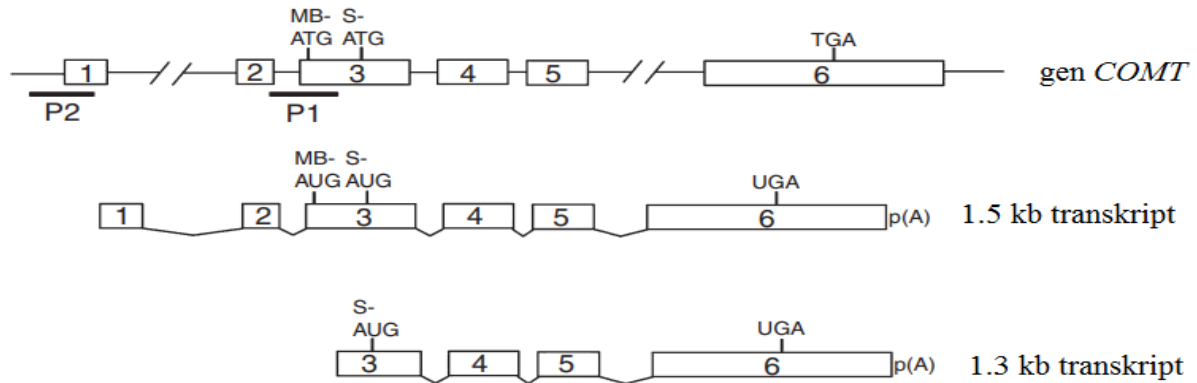 MB- S-
ATG ATG
TGA
1 2 3 4 5 6 gen COMT
P2 P1
MB- S-
AUG AUG
UGA
1 2 3 4 5 6 p(A) 1.5 kb transkript
S-
AUG
UGA
3 4 5 6 p(A) 1.3 kb transkript